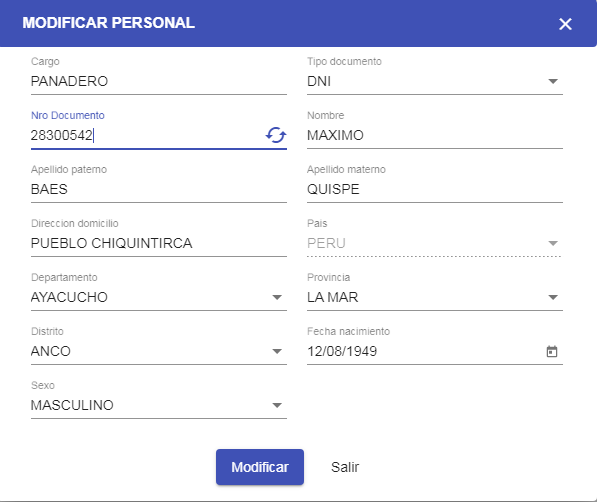 MODIFICAR PERSONAL
Cargo
PANADERO
Tipo documento
DNI
Nro Documento
28300542
Nombre
MAXIMO
Apellido paterno
BAES
Apellido materno
QUISPE
Direccion domicilio
PUEBLO CHIQUINTIRCA
Pais
PERU
Departamento
AYACUCHO
Provincia
LA MAR
Distrito
ANCO
Fecha nacimiento
12/08/1949
Sexo
MASCULINO
Modificar
Salir